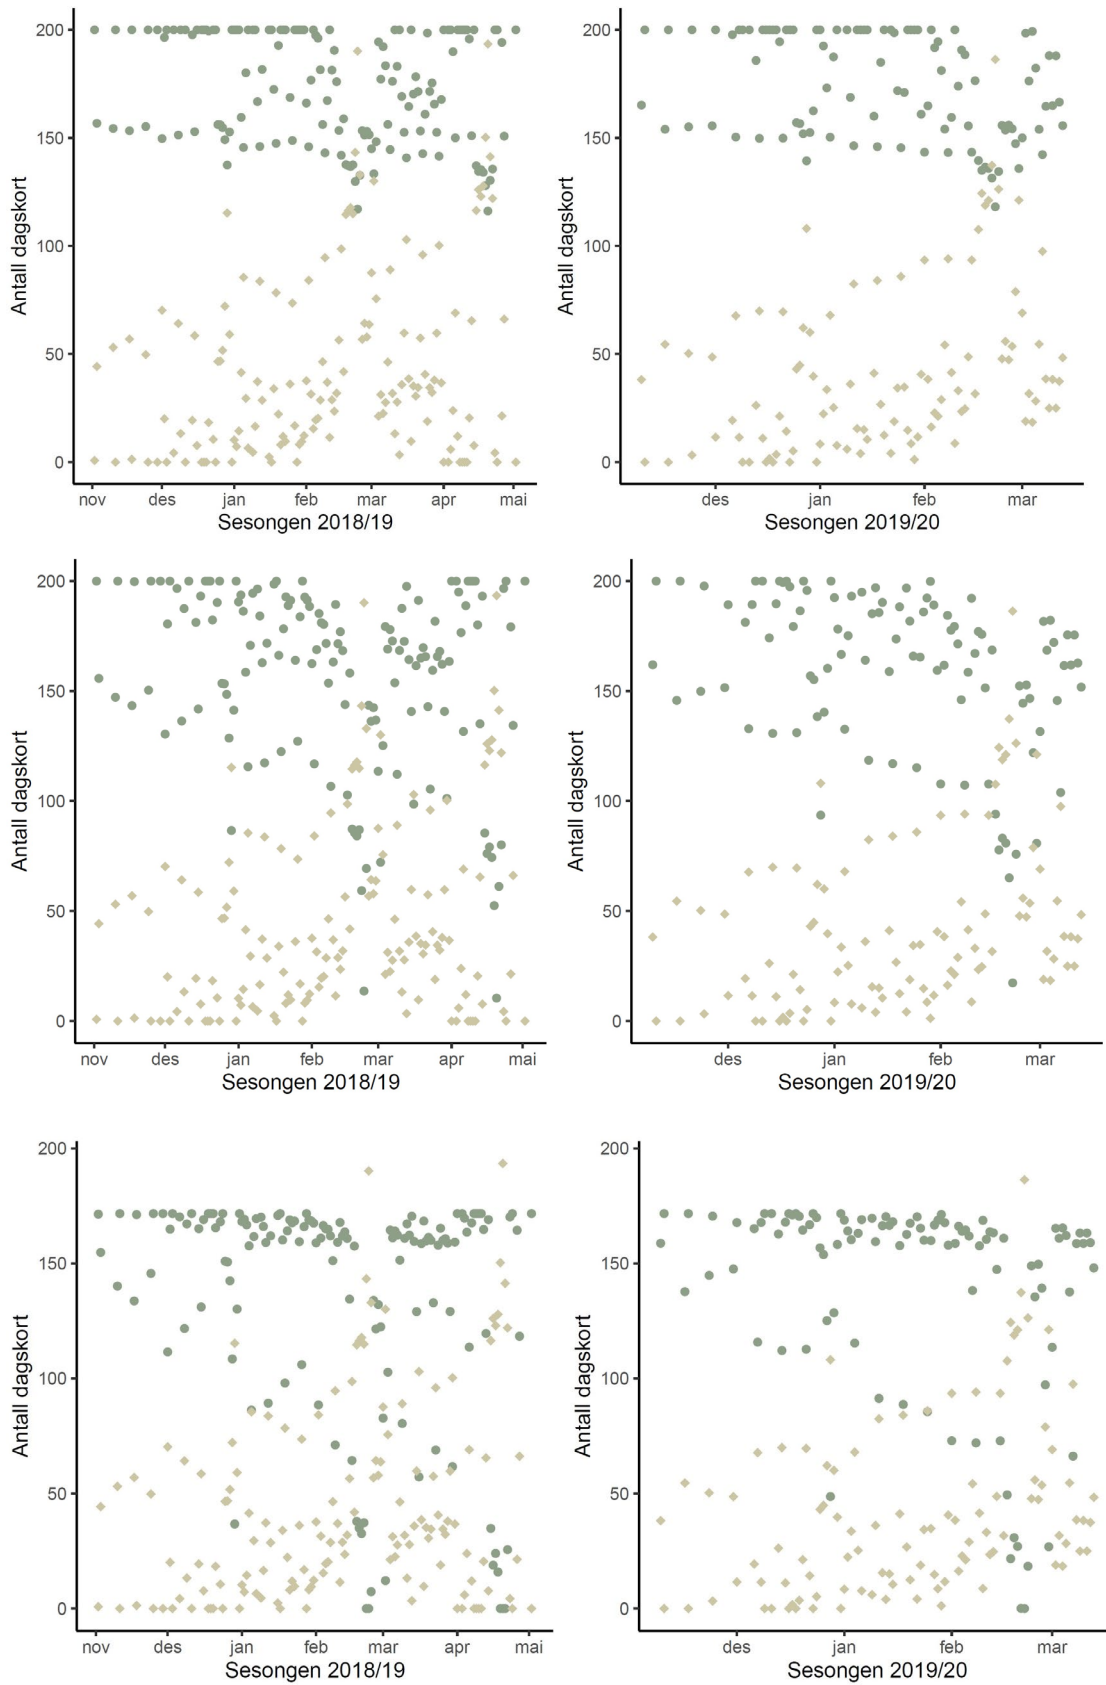 200
150
100
50
0
Antall dagskort
nov des jan feb mar apr mai
Sesongen 2018/19
200
150
100
50
0
Antall dagskort
des jan feb mar
Sesongen 2019/20
200
150
100
50
0
Antall dagskort
nov des jan feb mar apr mai
Sesongen 2018/19
200
150
100
50
0
Antall dagskort
des jan feb mar
Sesongen 2019/20
200
150
100
50
0
Antall dagskort
nov des jan feb mar apr mai
Sesongen 2018/19
200
150
100
50
0
Antall dagskort
des jan feb mar
Sesongen 2019/20